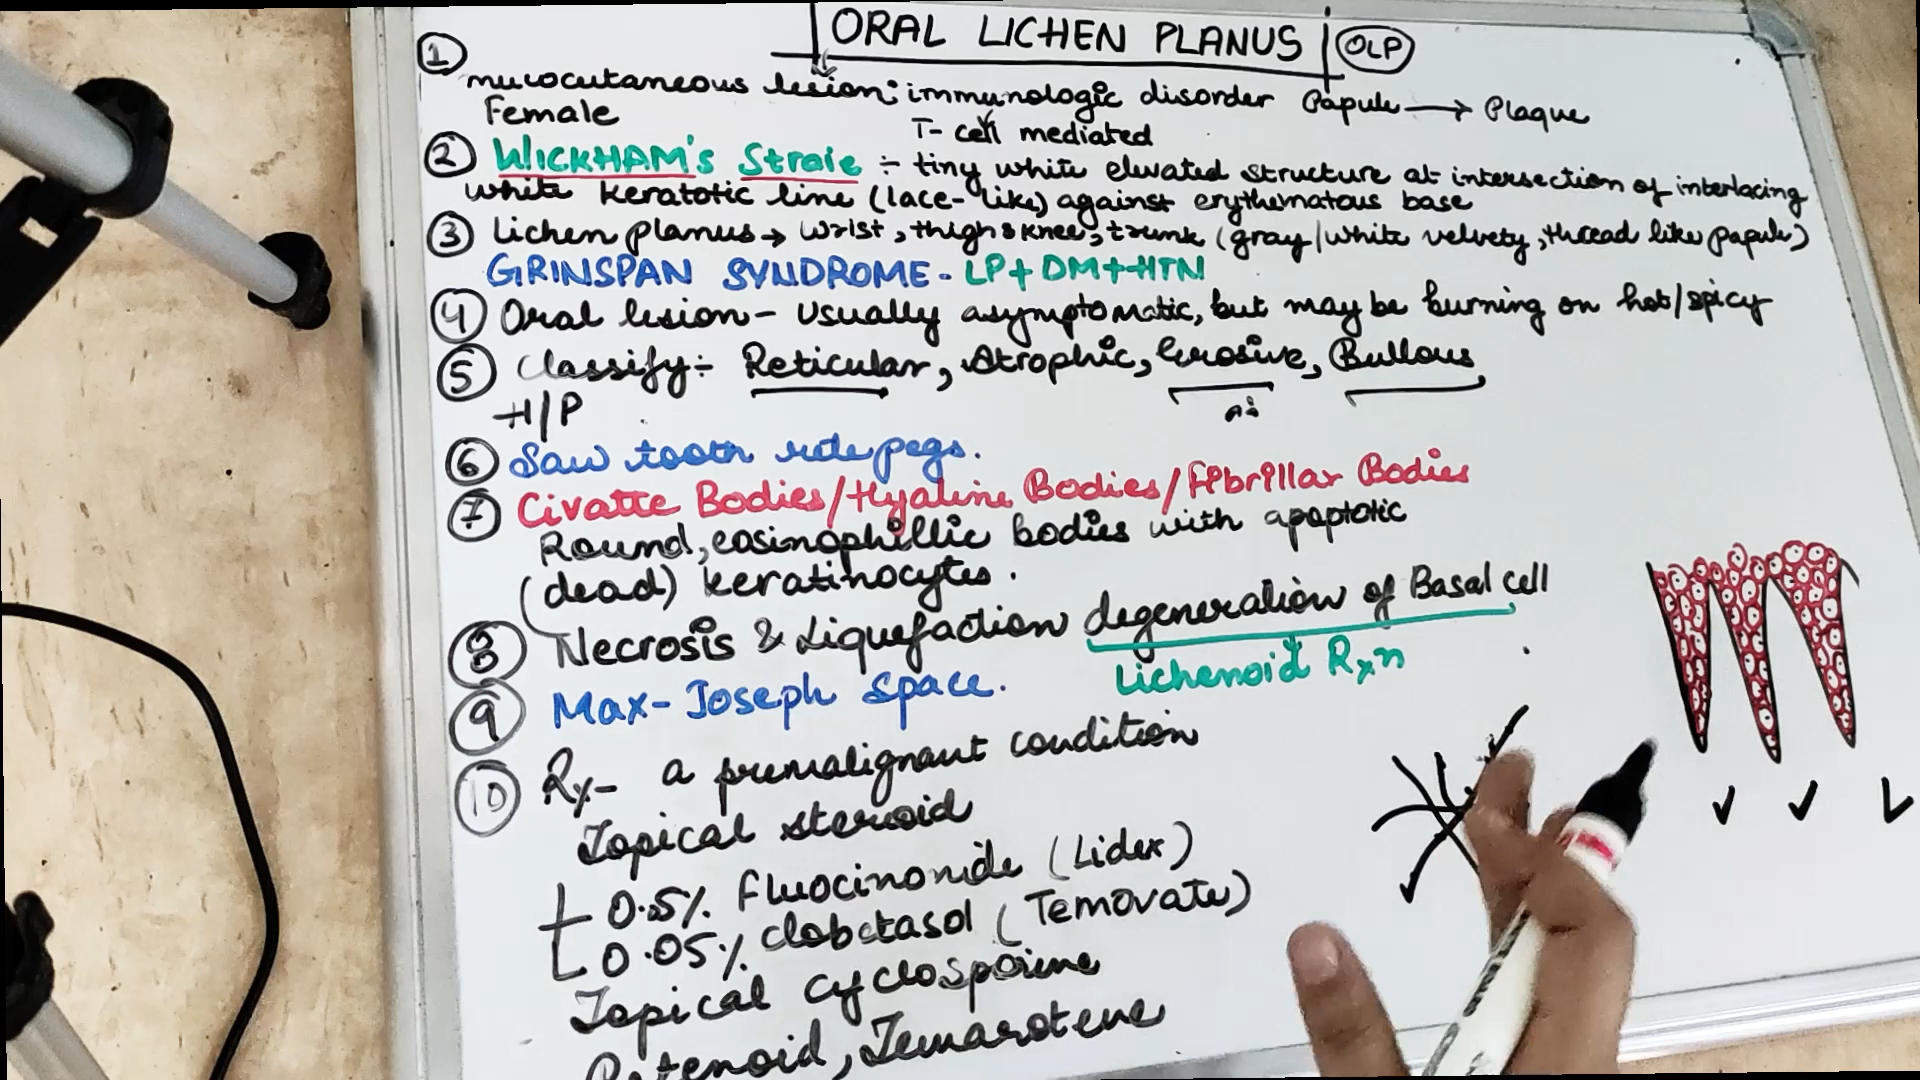 ORAL LICHEN PLANUS OLP
① mucocutaneous lesion: immunologic disorder Papule → Plaque
Female T-cell mediated
② WICKHAM's Straie ÷ tiny white elevated structure at intersection of interlacing
white keratotic line (lace-like) against erythematous base
③ Lichen planus → wrist, thigh & knee, trunk (gray/white velvety, thread like papule)
GRINSPAN SYNDROME - LP + DM + HTN
④ Oral lesion - Usually asymptomatic, but may be burning on hot/spicy
⑤ Classify ÷ Reticular, Atrophic, Erosive, Bullous
H/P
⑥ Saw tooth rete pegs.
⑦ Civatte Bodies/Hyaline Bodies/Fibrillar Bodies
Round, eosinophillic bodies with apoptotic
(dead) keratinocytes.
⑧ Necrosis & Liquefaction degeneration of Basal cell
Lichenoid Rxn
⑨ Max-Joseph space.
⑩ Rx- a premalignant condition
Topical steroid
0.5% Fluocinonide (Lidex)
0.05% clobetasol (Temovate)
Topical cyclosporine
Retenoid, Temarotene